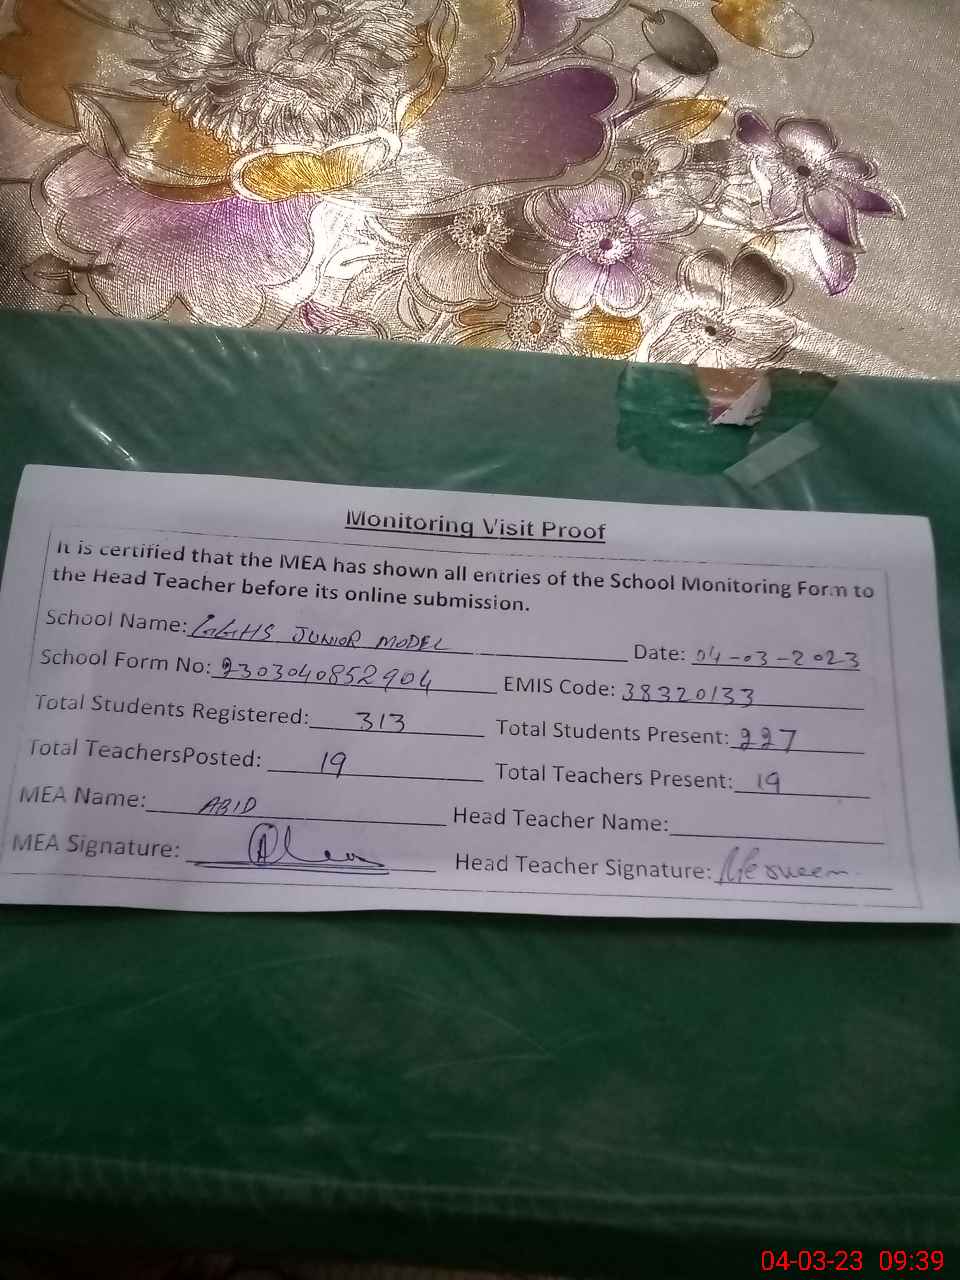 Monitoring Visit Proof
It is certified that the MEA has shown all entries of the School Monitoring Form to
the Head Teacher before its online submission.
School Name: GGHS JUNIOR MODEL Date: 04-03-2023
School Form No: 2303040852904 EMIS Code: 38320133
Total Students Registered: 313 Total Students Present: 227
Total TeachersPosted: 19 Total Teachers Present: 19
MEA Name: ABID Head Teacher Name:
MEA Signature: Head Teacher Signature:
04-03-23 09:39